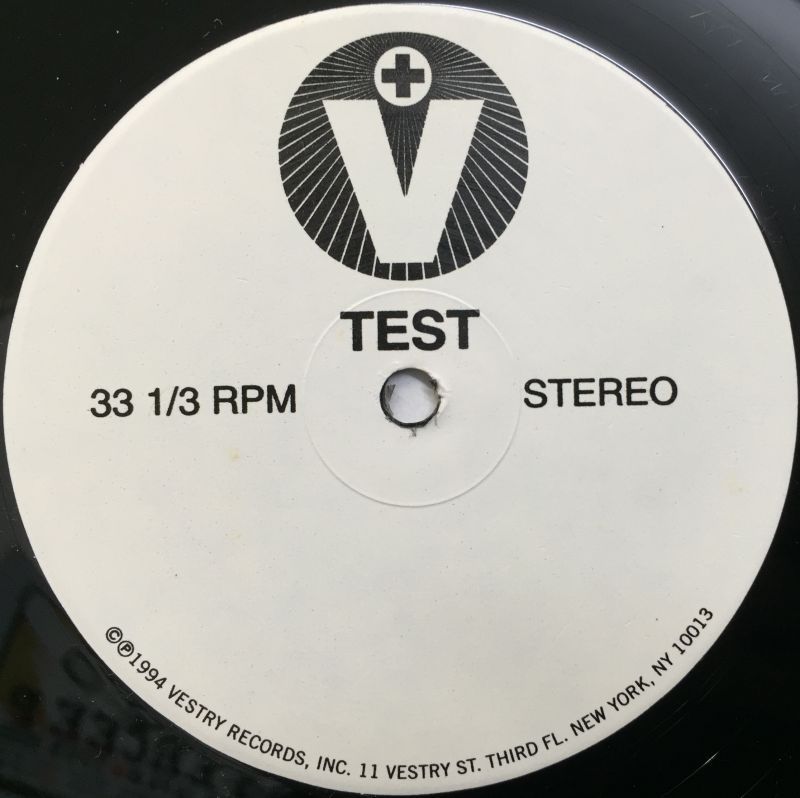 V
TEST
33 1/3 RPM
STEREO
©℗1994 VESTRY RECORDS, INC. 11 VESTRY ST. THIRD FL. NEW YORK, NY 10013